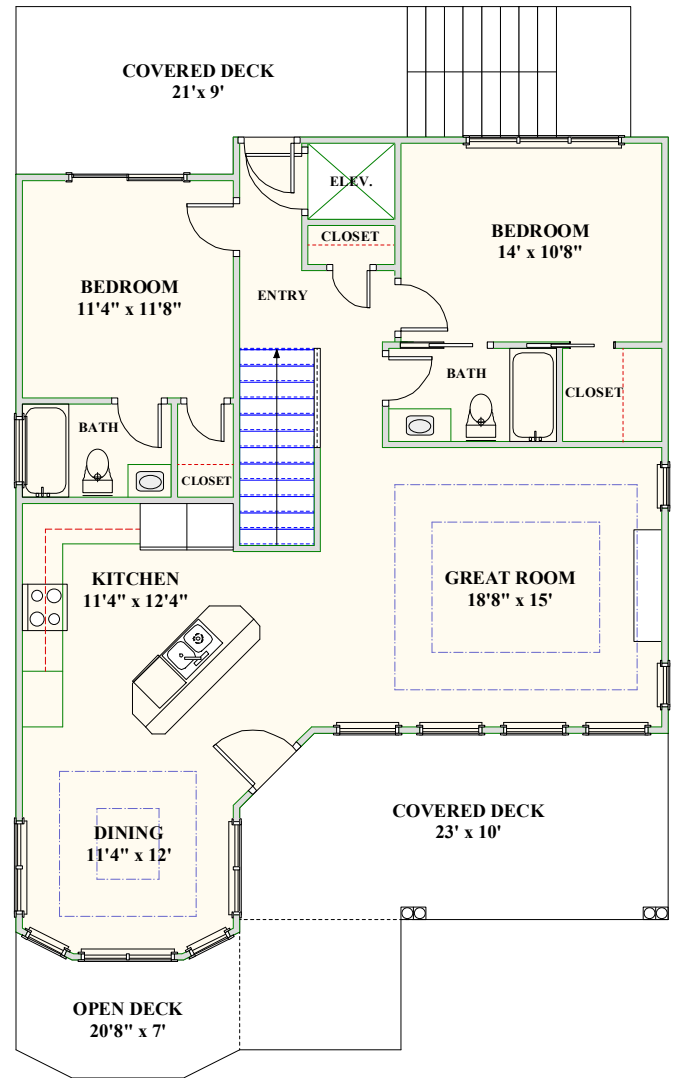 COVERED DECK
21'x 9'
ELEV.
CLOSET
BEDROOM
14' x 10'8"
BEDROOM
11'4" x 11'8"
ENTRY
BATH
CLOSET
BATH
CLOSET
KITCHEN
11'4" x 12'4"
GREAT ROOM
18'8" x 15'
COVERED DECK
23' x 10'
DINING
11'4" x 12'
OPEN DECK
20'8" x 7'